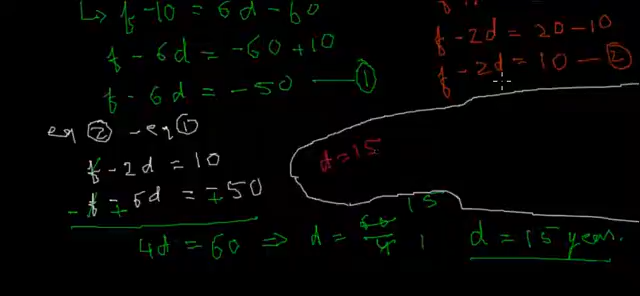 ↳ f - 10 = 6d - 60
f - 6d = -60 + 10
f - 6d = -50 —— ①
f - 2d = 20 - 10
f - 2d = 10 - ②
eq ② - eq ①
f - 2d = 10
- f + 6d = + 50
4d = 60 ⇒ d = 60/4 15 1
d = 15 years.
d = 15